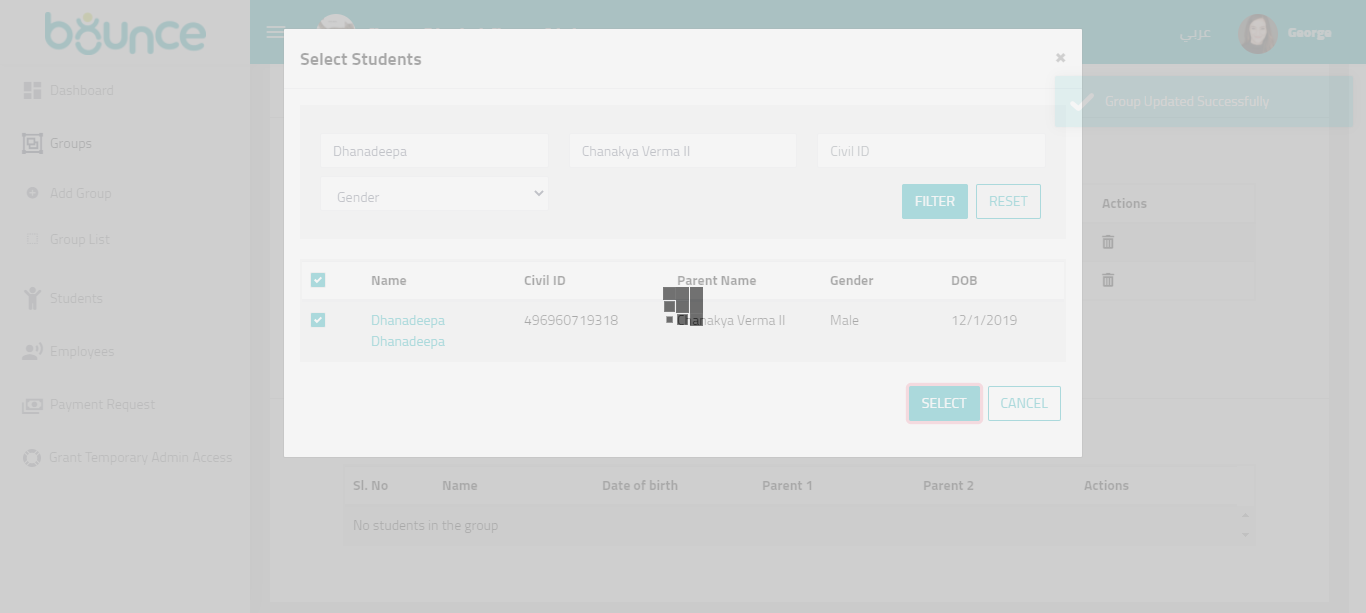 bounce
عربي
George
Select Students
Group Updated Successfully
Dashboard
Groups
Add Group
Group List
Students
Employees
Payment Request
Grant Temporary Admin Access
Dhanadeepa
Chanakya Verma II
Civil ID
Gender
FILTER
RESET
Actions
Name
Civil ID
Parent Name
Gender
DOB
Dhanadeepa
Dhanadeepa
496960719318
Chanakya Verma II
Male
12/1/2019
SELECT
CANCEL
Sl. No
Name
Date of birth
Parent 1
Parent 2
Actions
No students in the group